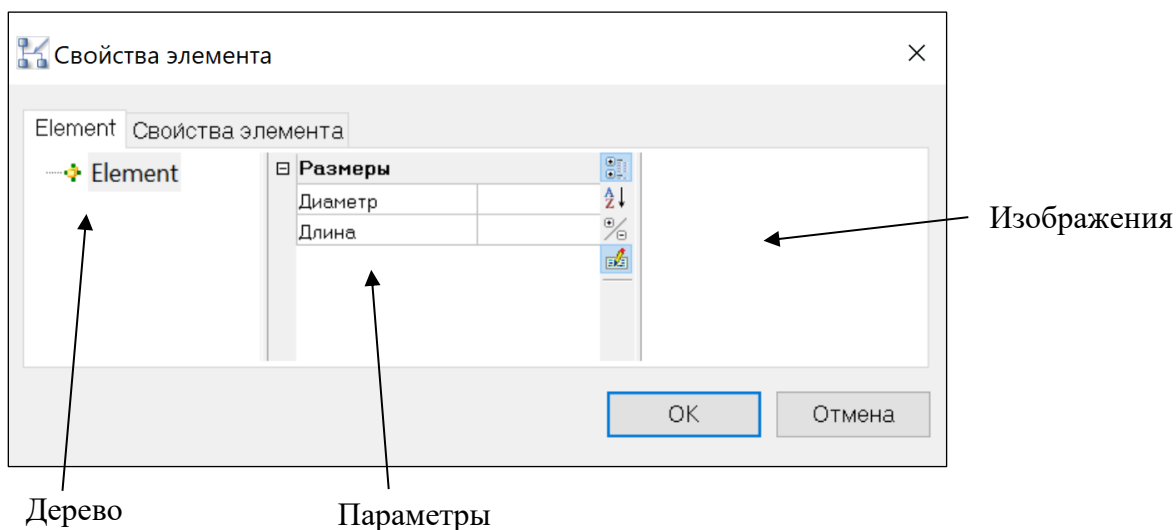 Свойства элемента
Element Свойства элемента
Element
Размеры
Диаметр
Длина
Изображения
OK Отмена
Дерево
Параметры